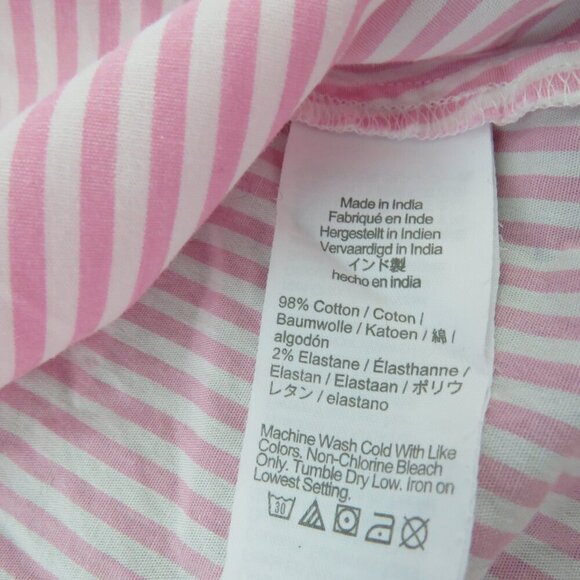 Made in India
Fabriqué en Inde
Hergestellt in Indien
Vervaardigd in India
インド製
hecho en india
98% Cotton / Coton /
Baumwolle / Katoen / 綿 /
algodón
2% Elastane / Élasthanne /
Elastan / Elastaan / ポリウ
レタン / elastano
Machine Wash Cold With Like
Colors. Non-Chlorine Bleach
Only. Tumble Dry Low. Iron on
Lowest Setting.
30